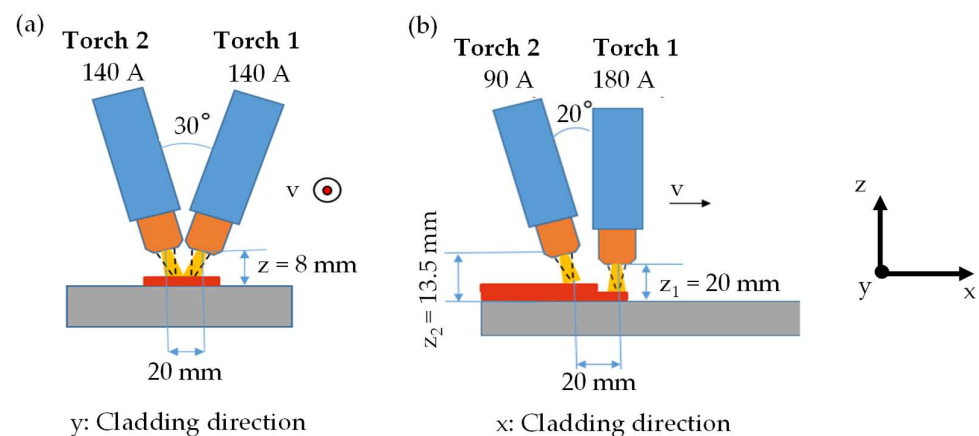 (a)
Torch 2 Torch 1
140 A 140 A
30°
v
z = 8 mm
20 mm
y: Cladding direction
(b)
Torch 2 Torch 1
90 A 180 A
20°
v
z₂ = 13.5 mm
z₁ = 20 mm
20 mm
x: Cladding direction
z
y x